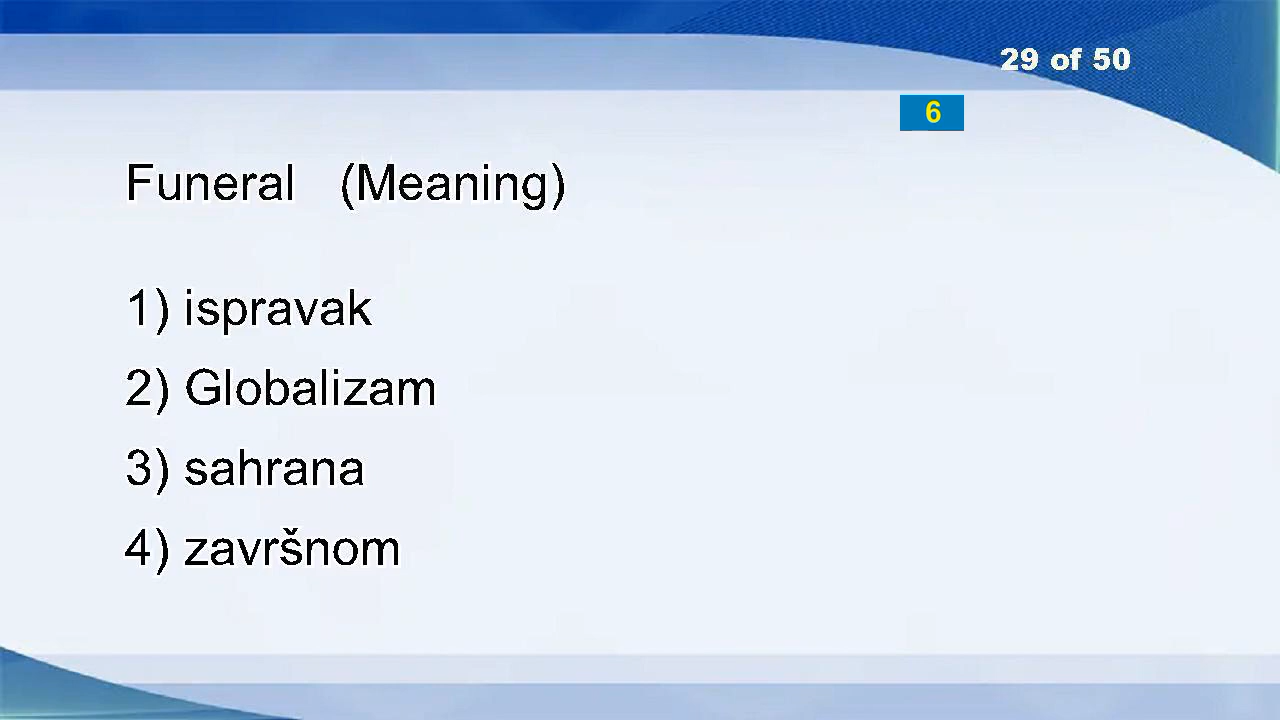 29 of 50
6
Funeral (Meaning)
1) ispravak
2) Globalizam
3) sahrana
4) završnom